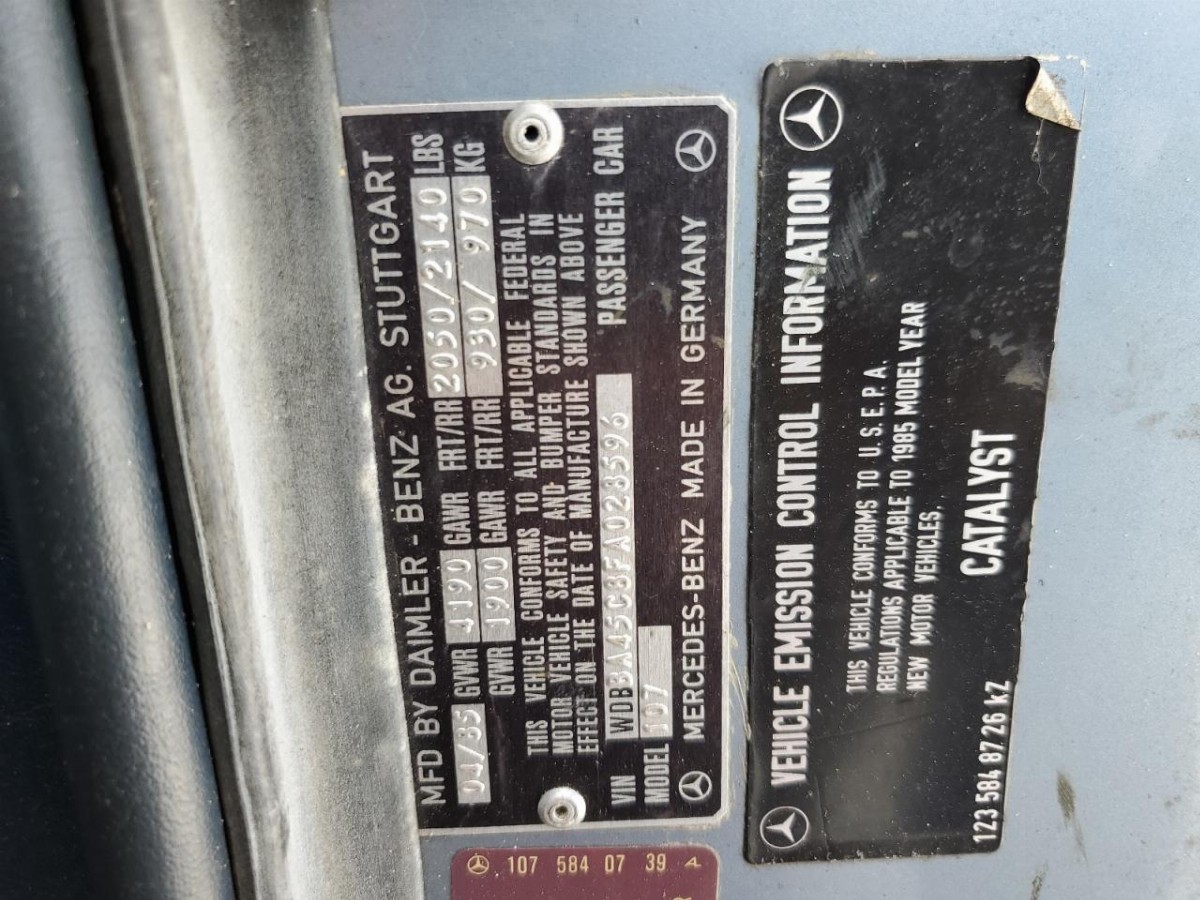 MFD BY DAIMLER - BENZ AG. STUTTGART
04/85 GVWR 4190 GAWR FRT/RR 2050/2140 LBS
GVWR 1900 GAWR FRT/RR 930/ 970 KG
THIS VEHICLE CONFORMS TO ALL APPLICABLE FEDERAL
MOTOR VEHICLE SAFETY AND BUMPER STANDARDS IN
EFFECT ON THE DATE OF MANUFACTURE SHOWN ABOVE
VIN WDBBA45C8FA028596 PASSENGER CAR
MODEL 107
MERCEDES-BENZ MADE IN GERMANY
VEHICLE EMISSION CONTROL INFORMATION
THIS VEHICLE CONFORMS TO U. S. E. P. A.
REGULATIONS APPLICABLE TO 1985 MODEL YEAR
NEW MOTOR VEHICLES.
CATALYST
123 584 87 26 kZ
107 584 07 39 A